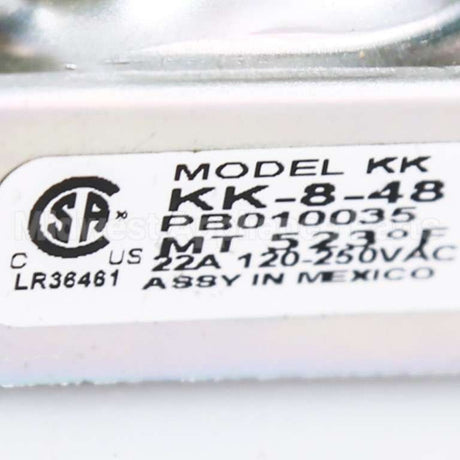 MODEL KK
KK-8-48
PB010035
MT 523°F
22A 120-250VAC
ASSY IN MEXICO
C US
LR36461